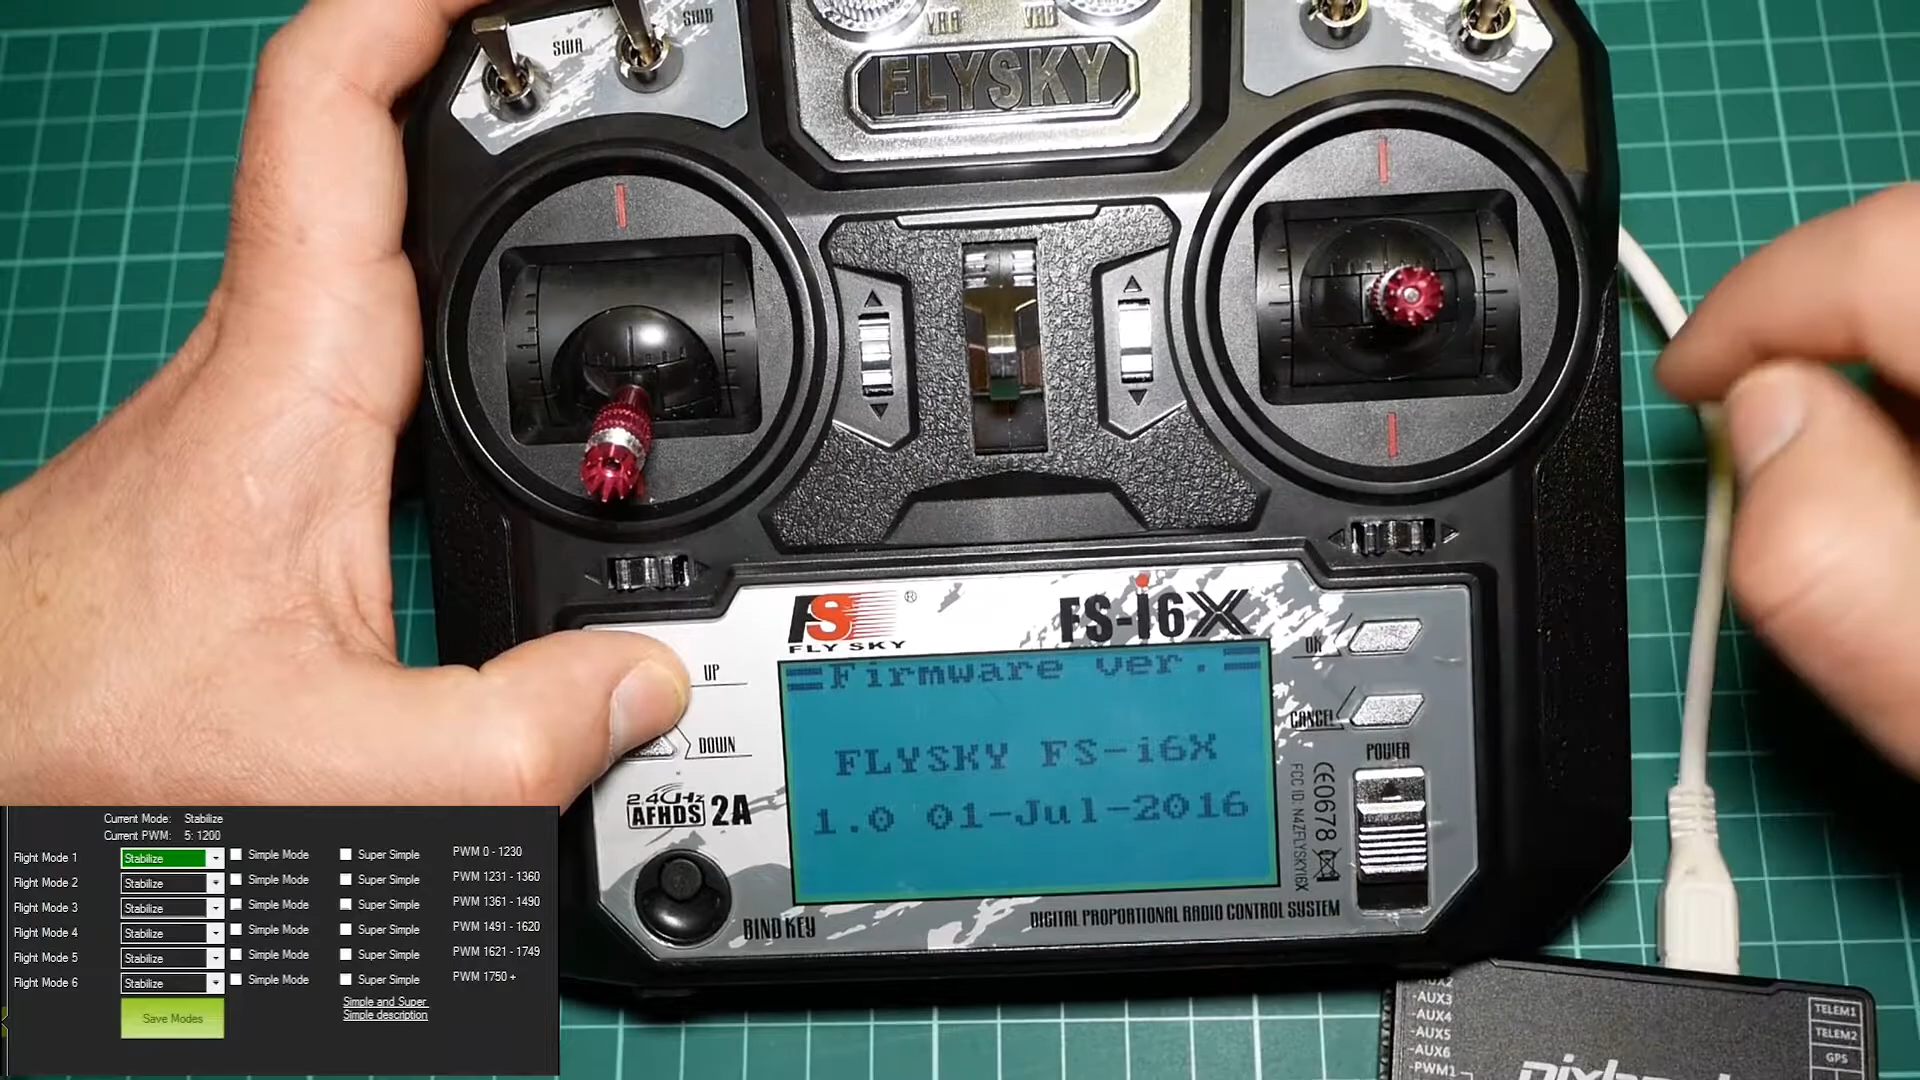 SWA
SWB
VRA
VRB
FLYSKY
FS ®
FLY SKY
FS-i6X
UP
DOWN
OK
CANCEL
POWER
=Firmware ver.=
FLYSKY FS-i6X
1.0 01-Jul-2016
2.4GHz
AFHDS 2A
BIND KEY
DIGITAL PROPORTIONAL RADIO CONTROL SYSTEM
CE0678
FCC ID: N4ZFLYSKYI6X
Current Mode: Stabilize
Current PWM: 5: 1200
Flight Mode 1 Stabilize Simple Mode Super Simple PWM 0 - 1230
Flight Mode 2 Stabilize Simple Mode Super Simple PWM 1231 - 1360
Flight Mode 3 Stabilize Simple Mode Super Simple PWM 1361 - 1490
Flight Mode 4 Stabilize Simple Mode Super Simple PWM 1491 - 1620
Flight Mode 5 Stabilize Simple Mode Super Simple PWM 1621 - 1749
Flight Mode 6 Stabilize Simple Mode Super Simple PWM 1750 +
Save Modes
Simple and Super
Simple description
-AUX2
-AUX3
-AUX4
-AUX5
-AUX6
-PWM1
TELEM1
TELEM2
GPS